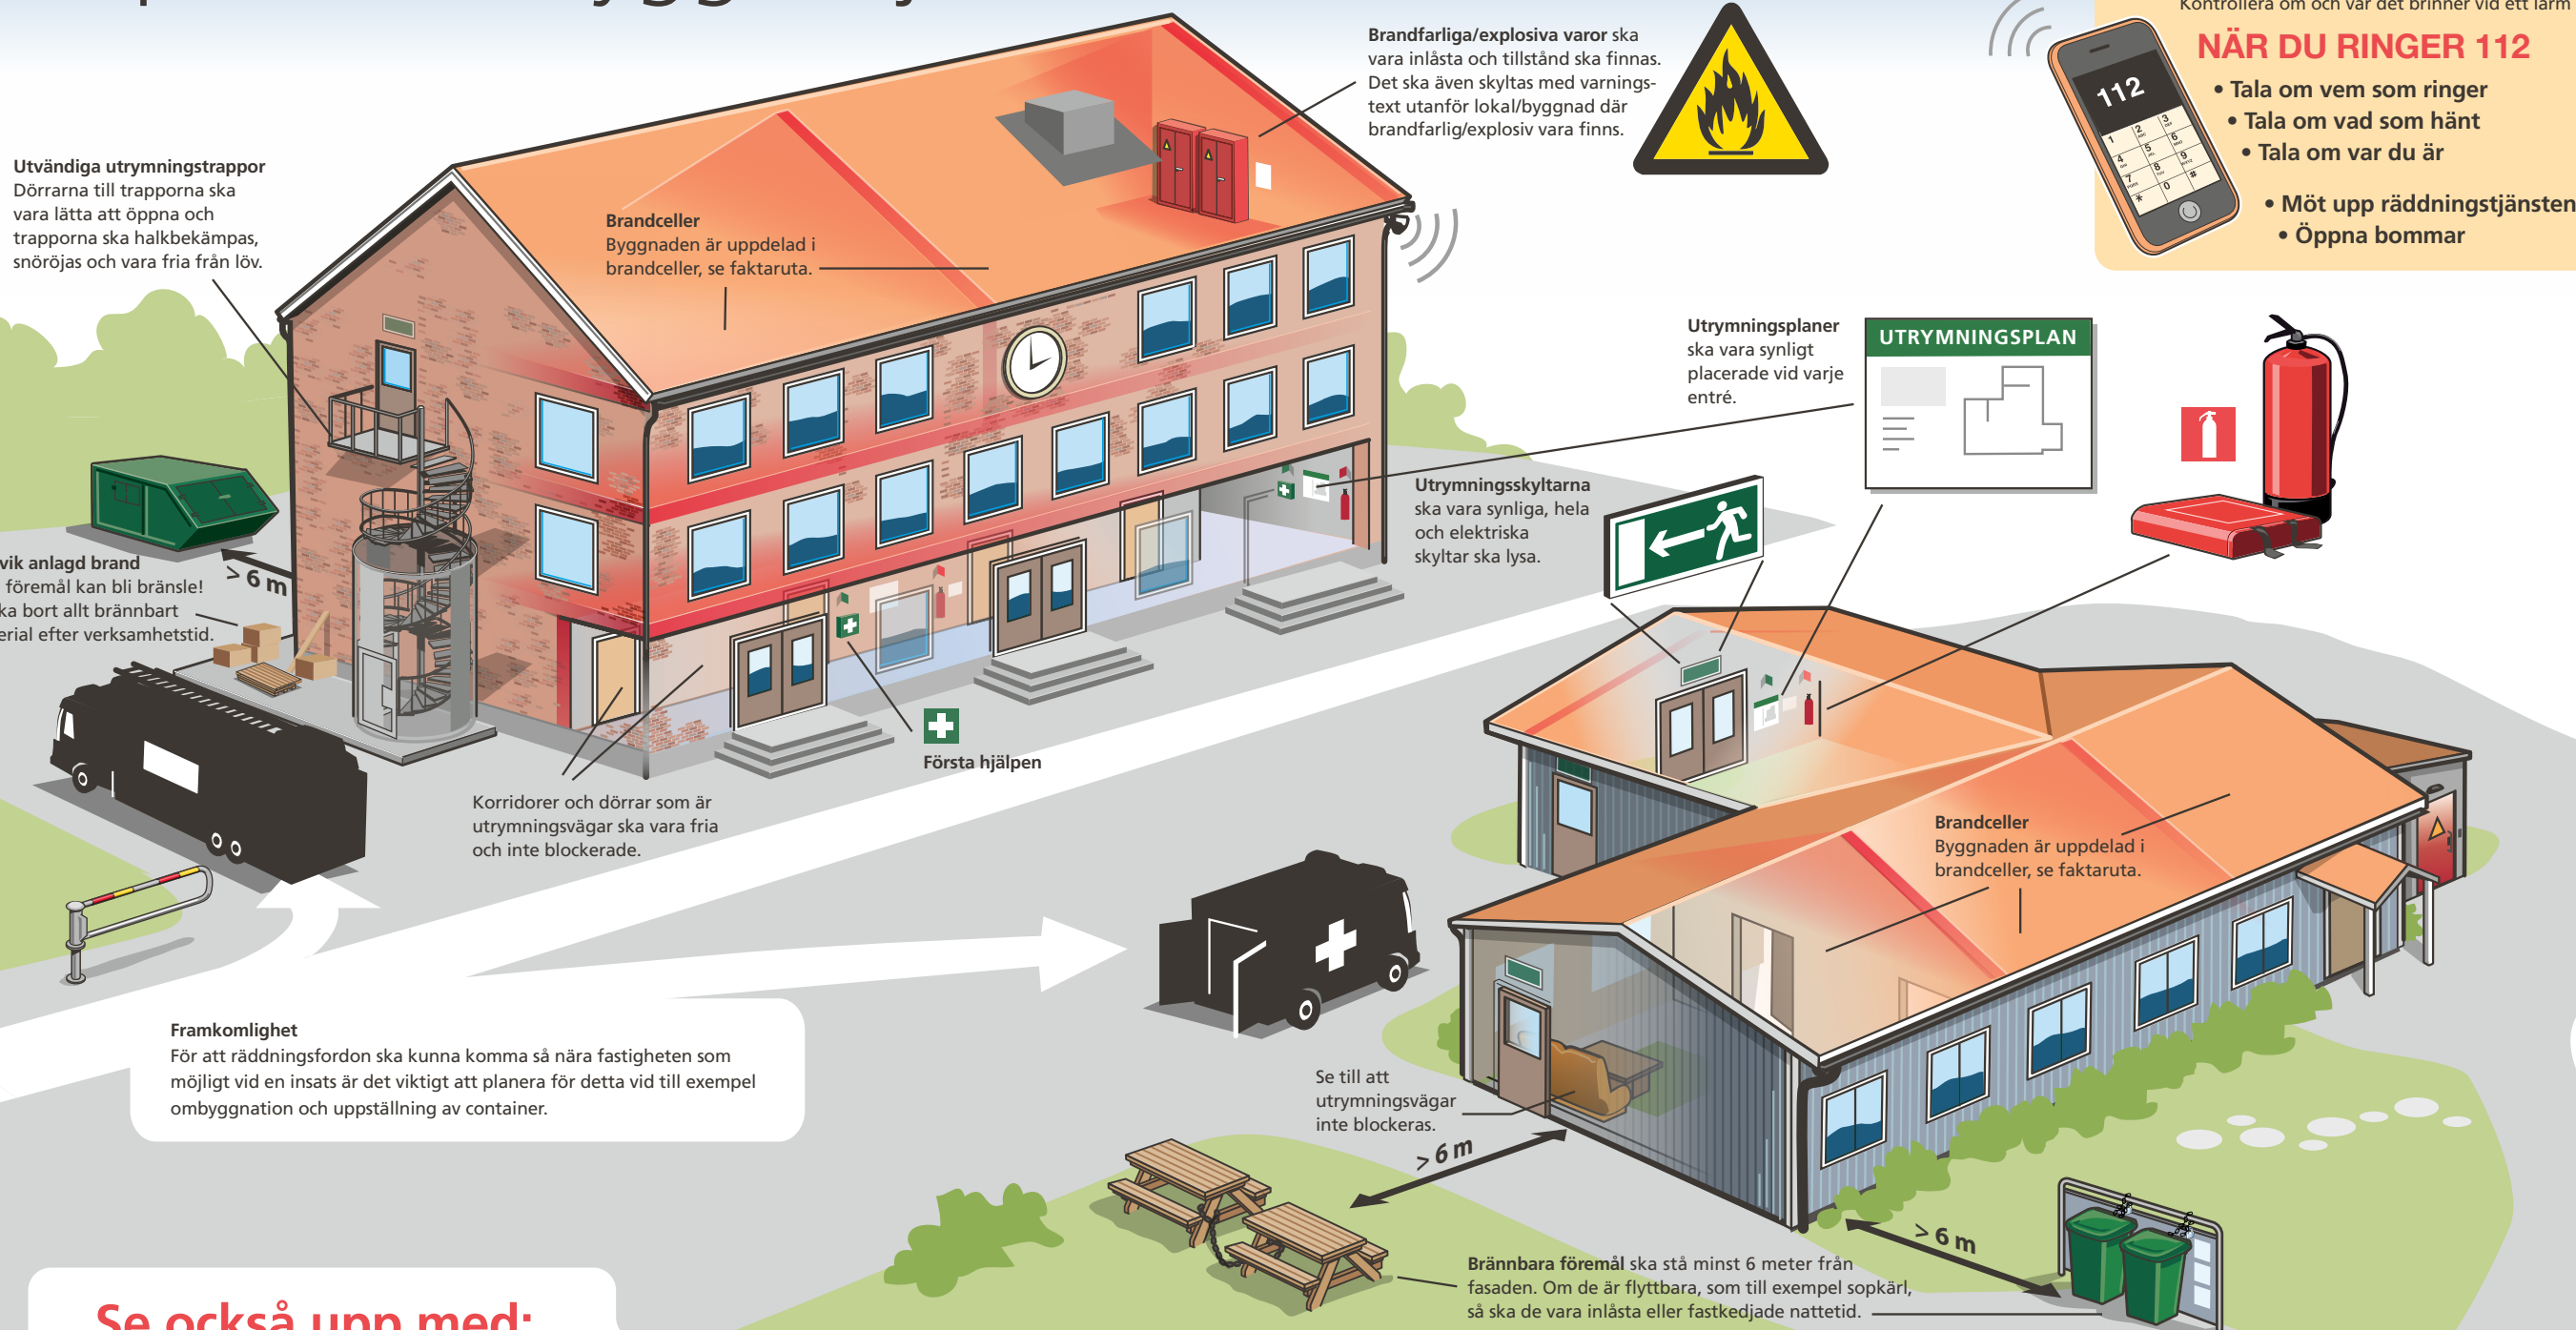 Kontrollera om och var det brinner vid ett larm
NÄR DU RINGER 112
• Tala om vem som ringer
• Tala om vad som hänt
• Tala om var du är
• Möt upp räddningstjänsten
• Öppna bommar
112
1
2
3
4
5
6
7
8
9
*
0
#
Brandfarliga/explosiva varor ska
vara inlåsta och tillstånd ska finnas.
Det ska även skyltas med varnings-
text utanför lokal/byggnad där
brandfarlig/explosiv vara finns.
Utvändiga utrymningstrappor
Dörrarna till trapporna ska
vara lätta att öppna och
trapporna ska halkbekämpas,
snöröjas och vara fria från löv.
Brandceller
Byggnaden är uppdelad i
brandceller, se faktaruta.
Utrymningsplaner
ska vara synligt
placerade vid varje
entré.
UTRYMNINGSPLAN
Utrymningsskyltarna
ska vara synliga, hela
och elektriska
skyltar ska lysa.
vik anlagd brand
föremål kan bli bränsle!
ka bort allt brännbart
erial efter verksamhetstid.
> 6 m
Första hjälpen
Korridorer och dörrar som är
utrymningsvägar ska vara fria
och inte blockerade.
Brandceller
Byggnaden är uppdelad i
brandceller, se faktaruta.
Framkomlighet
För att räddningsfordon ska kunna komma så nära fastigheten som
möjligt vid en insats är det viktigt att planera för detta vid till exempel
ombyggnation och uppställning av container.
Se till att
utrymningsvägar
inte blockeras.
> 6 m
> 6 m
Brännbara föremål ska stå minst 6 meter från
fasaden. Om de är flyttbara, som till exempel sopkärl,
så ska de vara inlåsta eller fastkedjade nattetid.
Se också upp med: